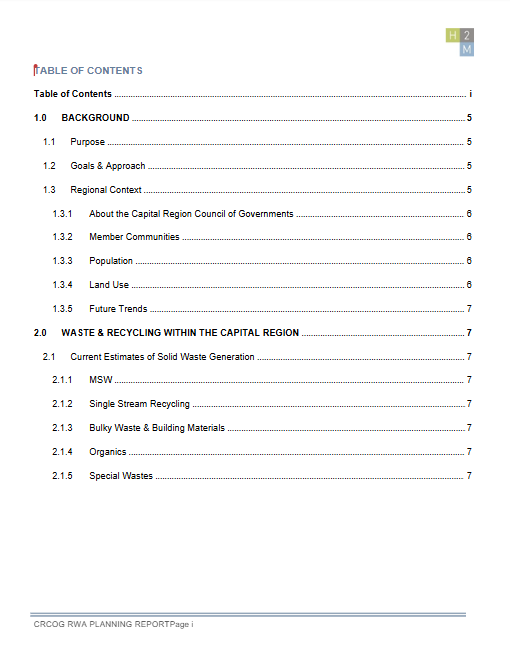 H2
M
TABLE OF CONTENTS
Table of Contents ... i
1.0 BACKGROUND ... 5
1.1 Purpose ... 5
1.2 Goals & Approach ... 5
1.3 Regional Context ... 5
1.3.1 About the Capital Region Council of Governments ... 6
1.3.2 Member Communities ... 6
1.3.3 Population ... 6
1.3.4 Land Use ... 6
1.3.5 Future Trends ... 7
2.0 WASTE & RECYCLING WITHIN THE CAPITAL REGION ... 7
2.1 Current Estimates of Solid Waste Generation ... 7
2.1.1 MSW ... 7
2.1.2 Single Stream Recycling ... 7
2.1.3 Bulky Waste & Building Materials ... 7
2.1.4 Organics ... 7
2.1.5 Special Wastes ... 7
CRCOG RWA PLANNING REPORTPage i